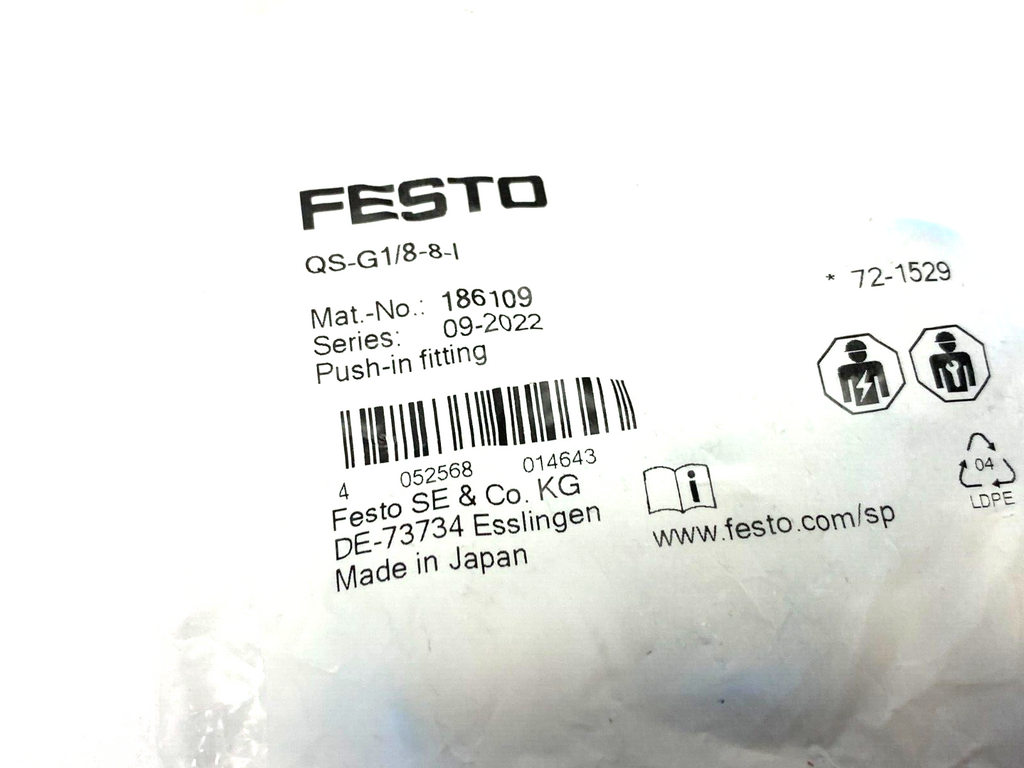 FESTO
QS-G1/8-8-I
* 72-1529
Mat.-No.: 186109
Series: 09-2022
Push-in fitting
4 052568 014643
Festo SE & Co. KG
DE-73734 Esslingen
Made in Japan
i
www.festo.com/sp
04
LDPE